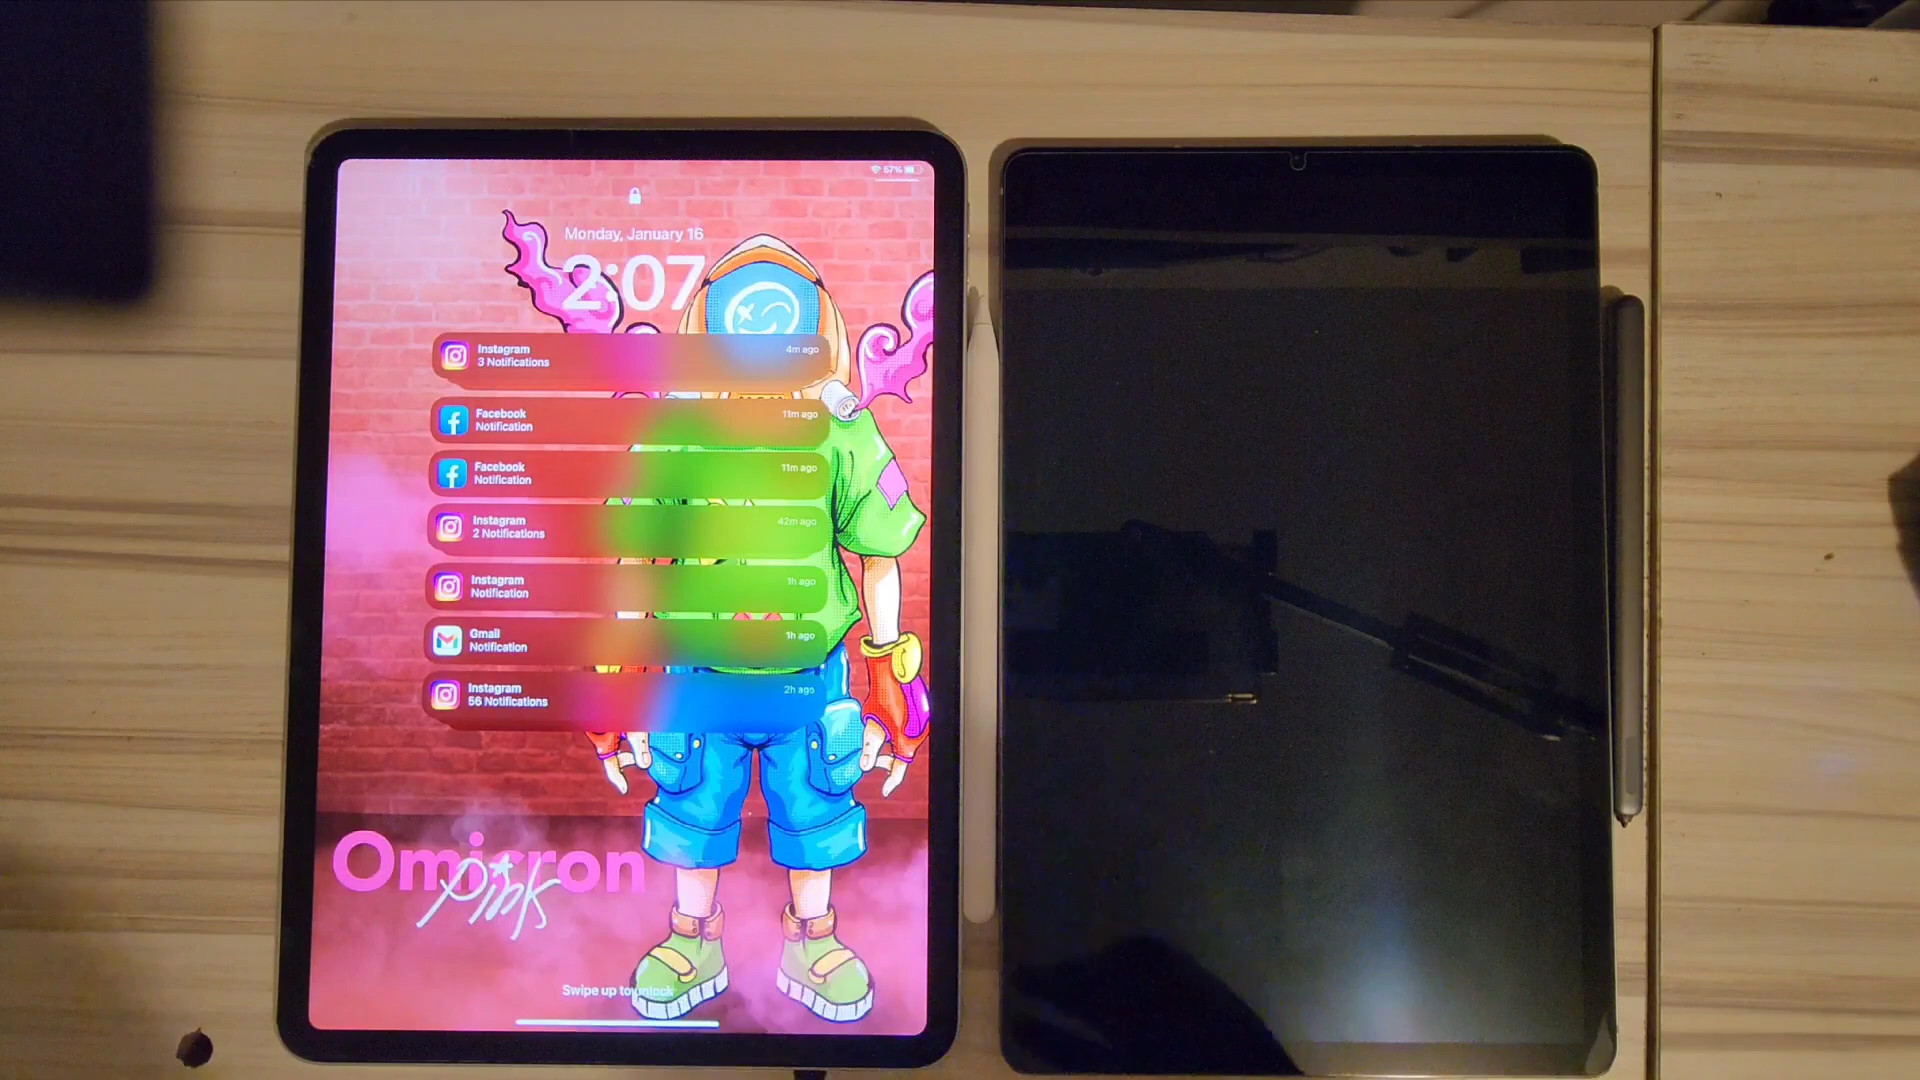 57%
Monday, January 16
2:07
Instagram
4m ago
3 Notifications
Facebook
11m ago
Notification
Facebook
11m ago
Notification
Instagram
42m ago
2 Notifications
Instagram
1h ago
Notification
Gmail
1h ago
Notification
Instagram
2h ago
56 Notifications
Omicron
Pink
Swipe up to unlock